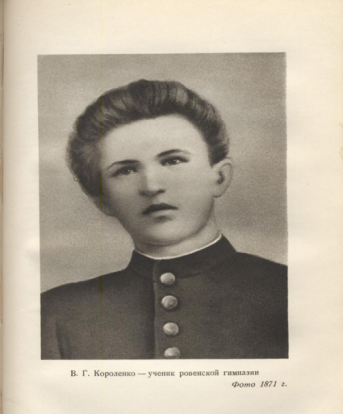 В. Г. Короленко — ученик ровенской гимназии
Фото 1871 г.